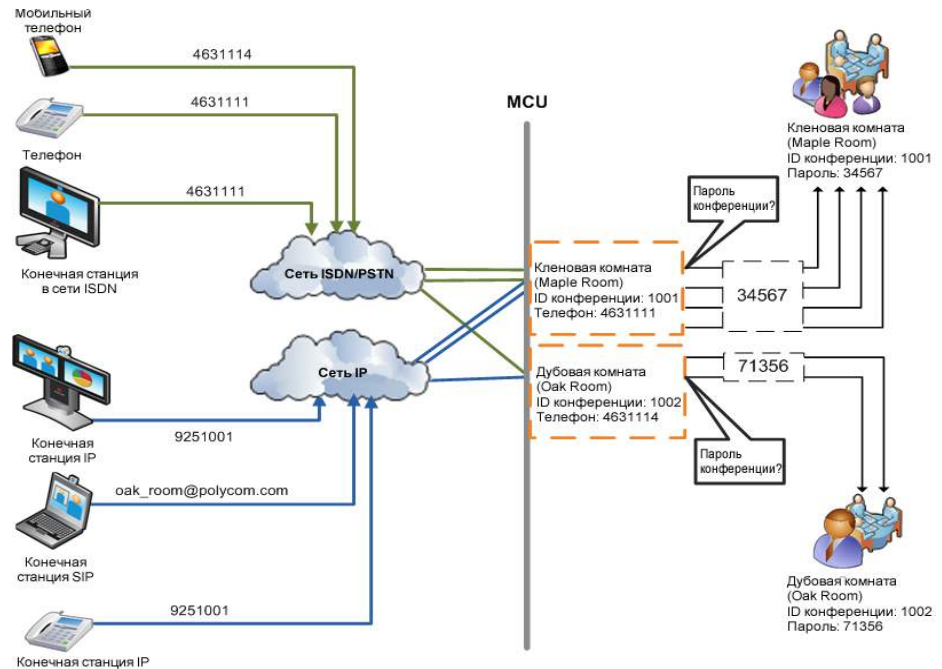 Мобильный
телефон
4631114
4631111
Телефон
4631111
Конечная станция
в сети ISDN
Сеть ISDN/PSTN
Сеть IP
Конечная
станция IP
9251001
oak_room@polycom.com
Конечная
станция SIP
9251001
Конечная станция IP
MCU
Кленовая комната
(Maple Room)
ID конференции: 1001
Телефон: 4631111
Дубовая комната
(Oak Room)
ID конференции: 1002
Телефон: 4631114
Пароль
конференции?
34567
71356
Пароль
конференции?
Кленовая комната
(Maple Room)
ID конференции: 1001
Пароль: 34567
Дубовая комната
(Oak Room)
ID конференции: 1002
Пароль: 71356